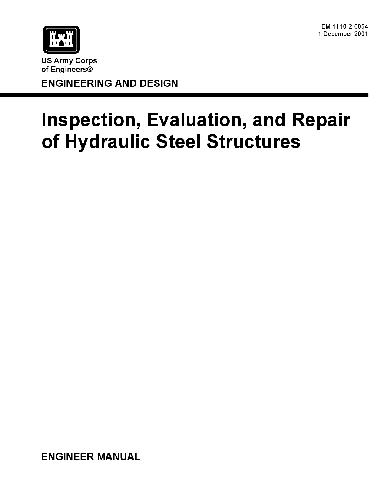 EM 1110-2-6054
1 December 2001
US Army Corps
of Engineers®
ENGINEERING AND DESIGN
Inspection, Evaluation, and Repair
of Hydraulic Steel Structures
ENGINEER MANUAL